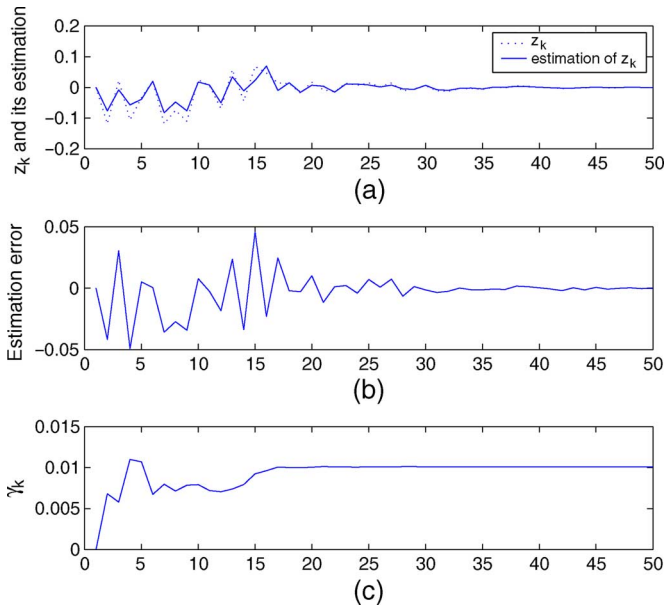 0.2
0.1
0
-0.1
-0.2
z_k and its estimation
z_k
estimation of z_k
0 5 10 15 20 25 30 35 40 45 50
(a)
0.05
0
-0.05
Estimation error
0 5 10 15 20 25 30 35 40 45 50
(b)
0.015
0.01
0.005
0
γ_k
0 5 10 15 20 25 30 35 40 45 50
(c)